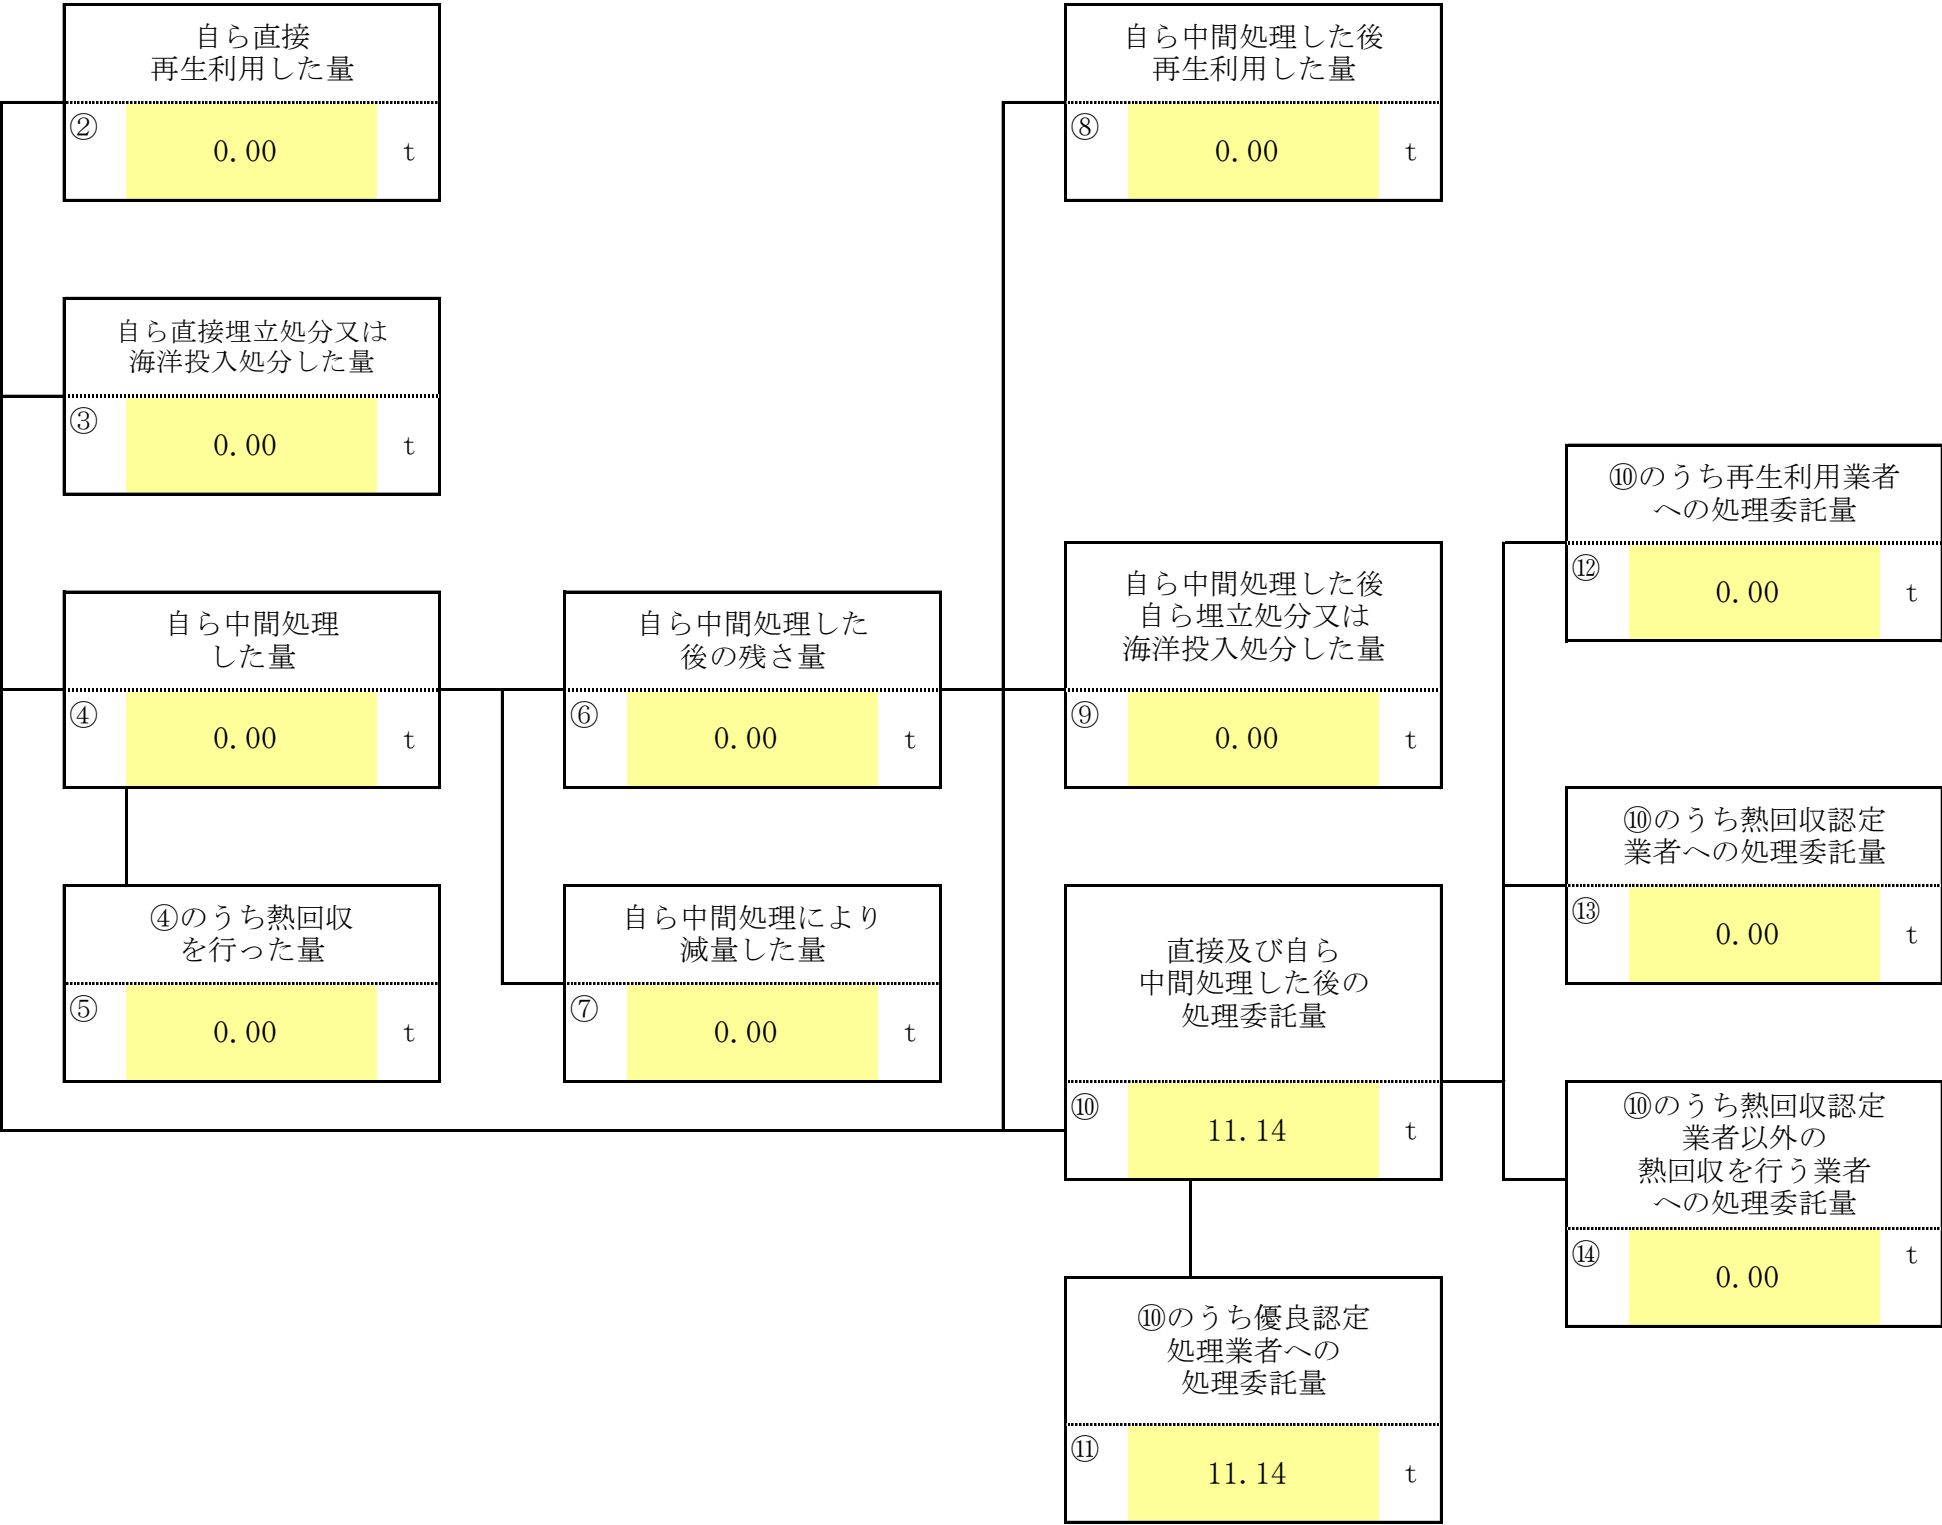 自ら直接
再生利用した量
②
0.00
t
自ら中間処理した後
再生利用した量
⑧
0.00
t
自ら直接埋立処分又は
海洋投入処分した量
③
0.00
t
⑩のうち再生利用業者
への処理委託量
⑫
0.00
t
自ら中間処理
した量
④
0.00
t
自ら中間処理した
後の残さ量
⑥
0.00
t
自ら中間処理した後
自ら埋立処分又は
海洋投入処分した量
⑨
0.00
t
⑩のうち熱回収認定
業者への処理委託量
⑬
0.00
t
④のうち熱回収
を行った量
⑤
0.00
t
自ら中間処理により
減量した量
⑦
0.00
t
直接及び自ら
中間処理した後の
処理委託量
⑩
11.14
t
⑩のうち熱回収認定
業者以外の
熱回収を行う業者
への処理委託量
⑭
0.00
t
⑩のうち優良認定
処理業者への
処理委託量
⑪
11.14
t